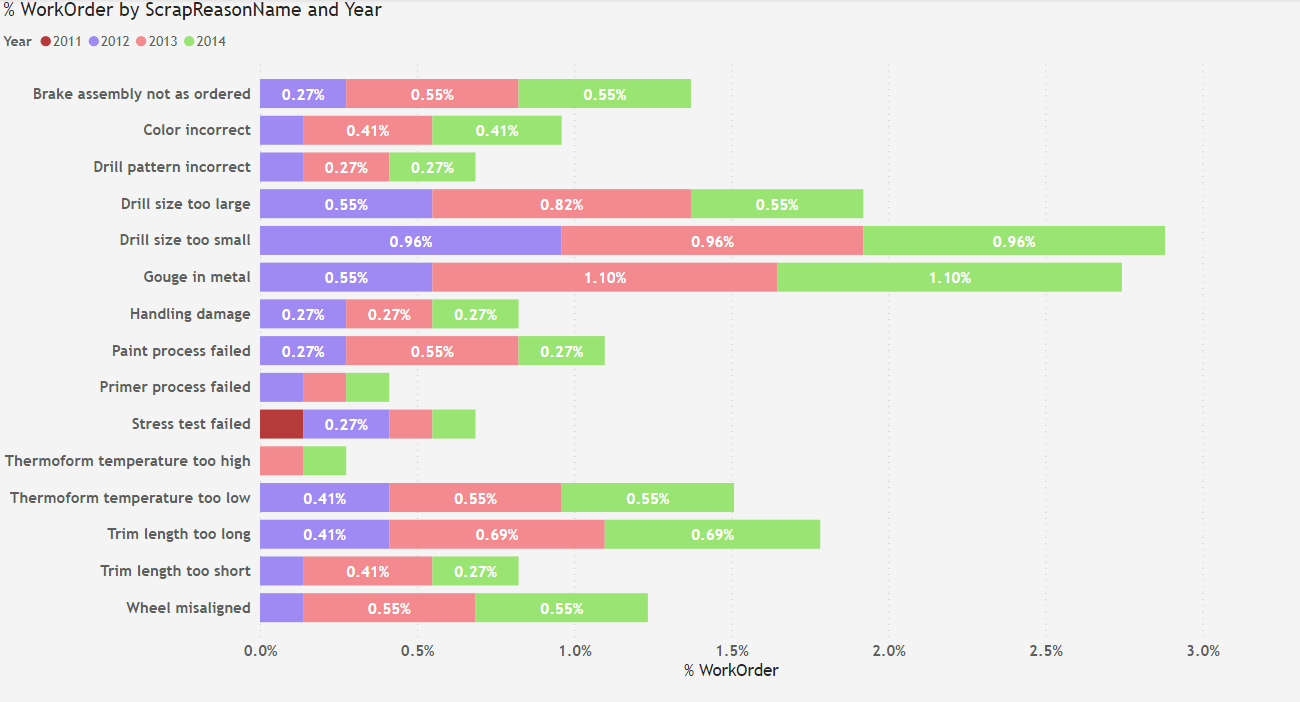 % WorkOrder by ScrapReasonName and Year
Year 2011 2012 2013 2014
Brake assembly not as ordered 0.27% 0.55% 0.55%
Color incorrect 0.41% 0.41%
Drill pattern incorrect 0.27% 0.27%
Drill size too large 0.55% 0.82% 0.55%
Drill size too small 0.96% 0.96% 0.96%
Gouge in metal 0.55% 1.10% 1.10%
Handling damage 0.27% 0.27% 0.27%
Paint process failed 0.27% 0.55% 0.27%
Primer process failed
Stress test failed 0.27%
Thermoform temperature too high
Thermoform temperature too low 0.41% 0.55% 0.55%
Trim length too long 0.41% 0.69% 0.69%
Trim length too short 0.41% 0.27%
Wheel misaligned 0.55% 0.55%
0.0% 0.5% 1.0% 1.5% 2.0% 2.5% 3.0%
% WorkOrder